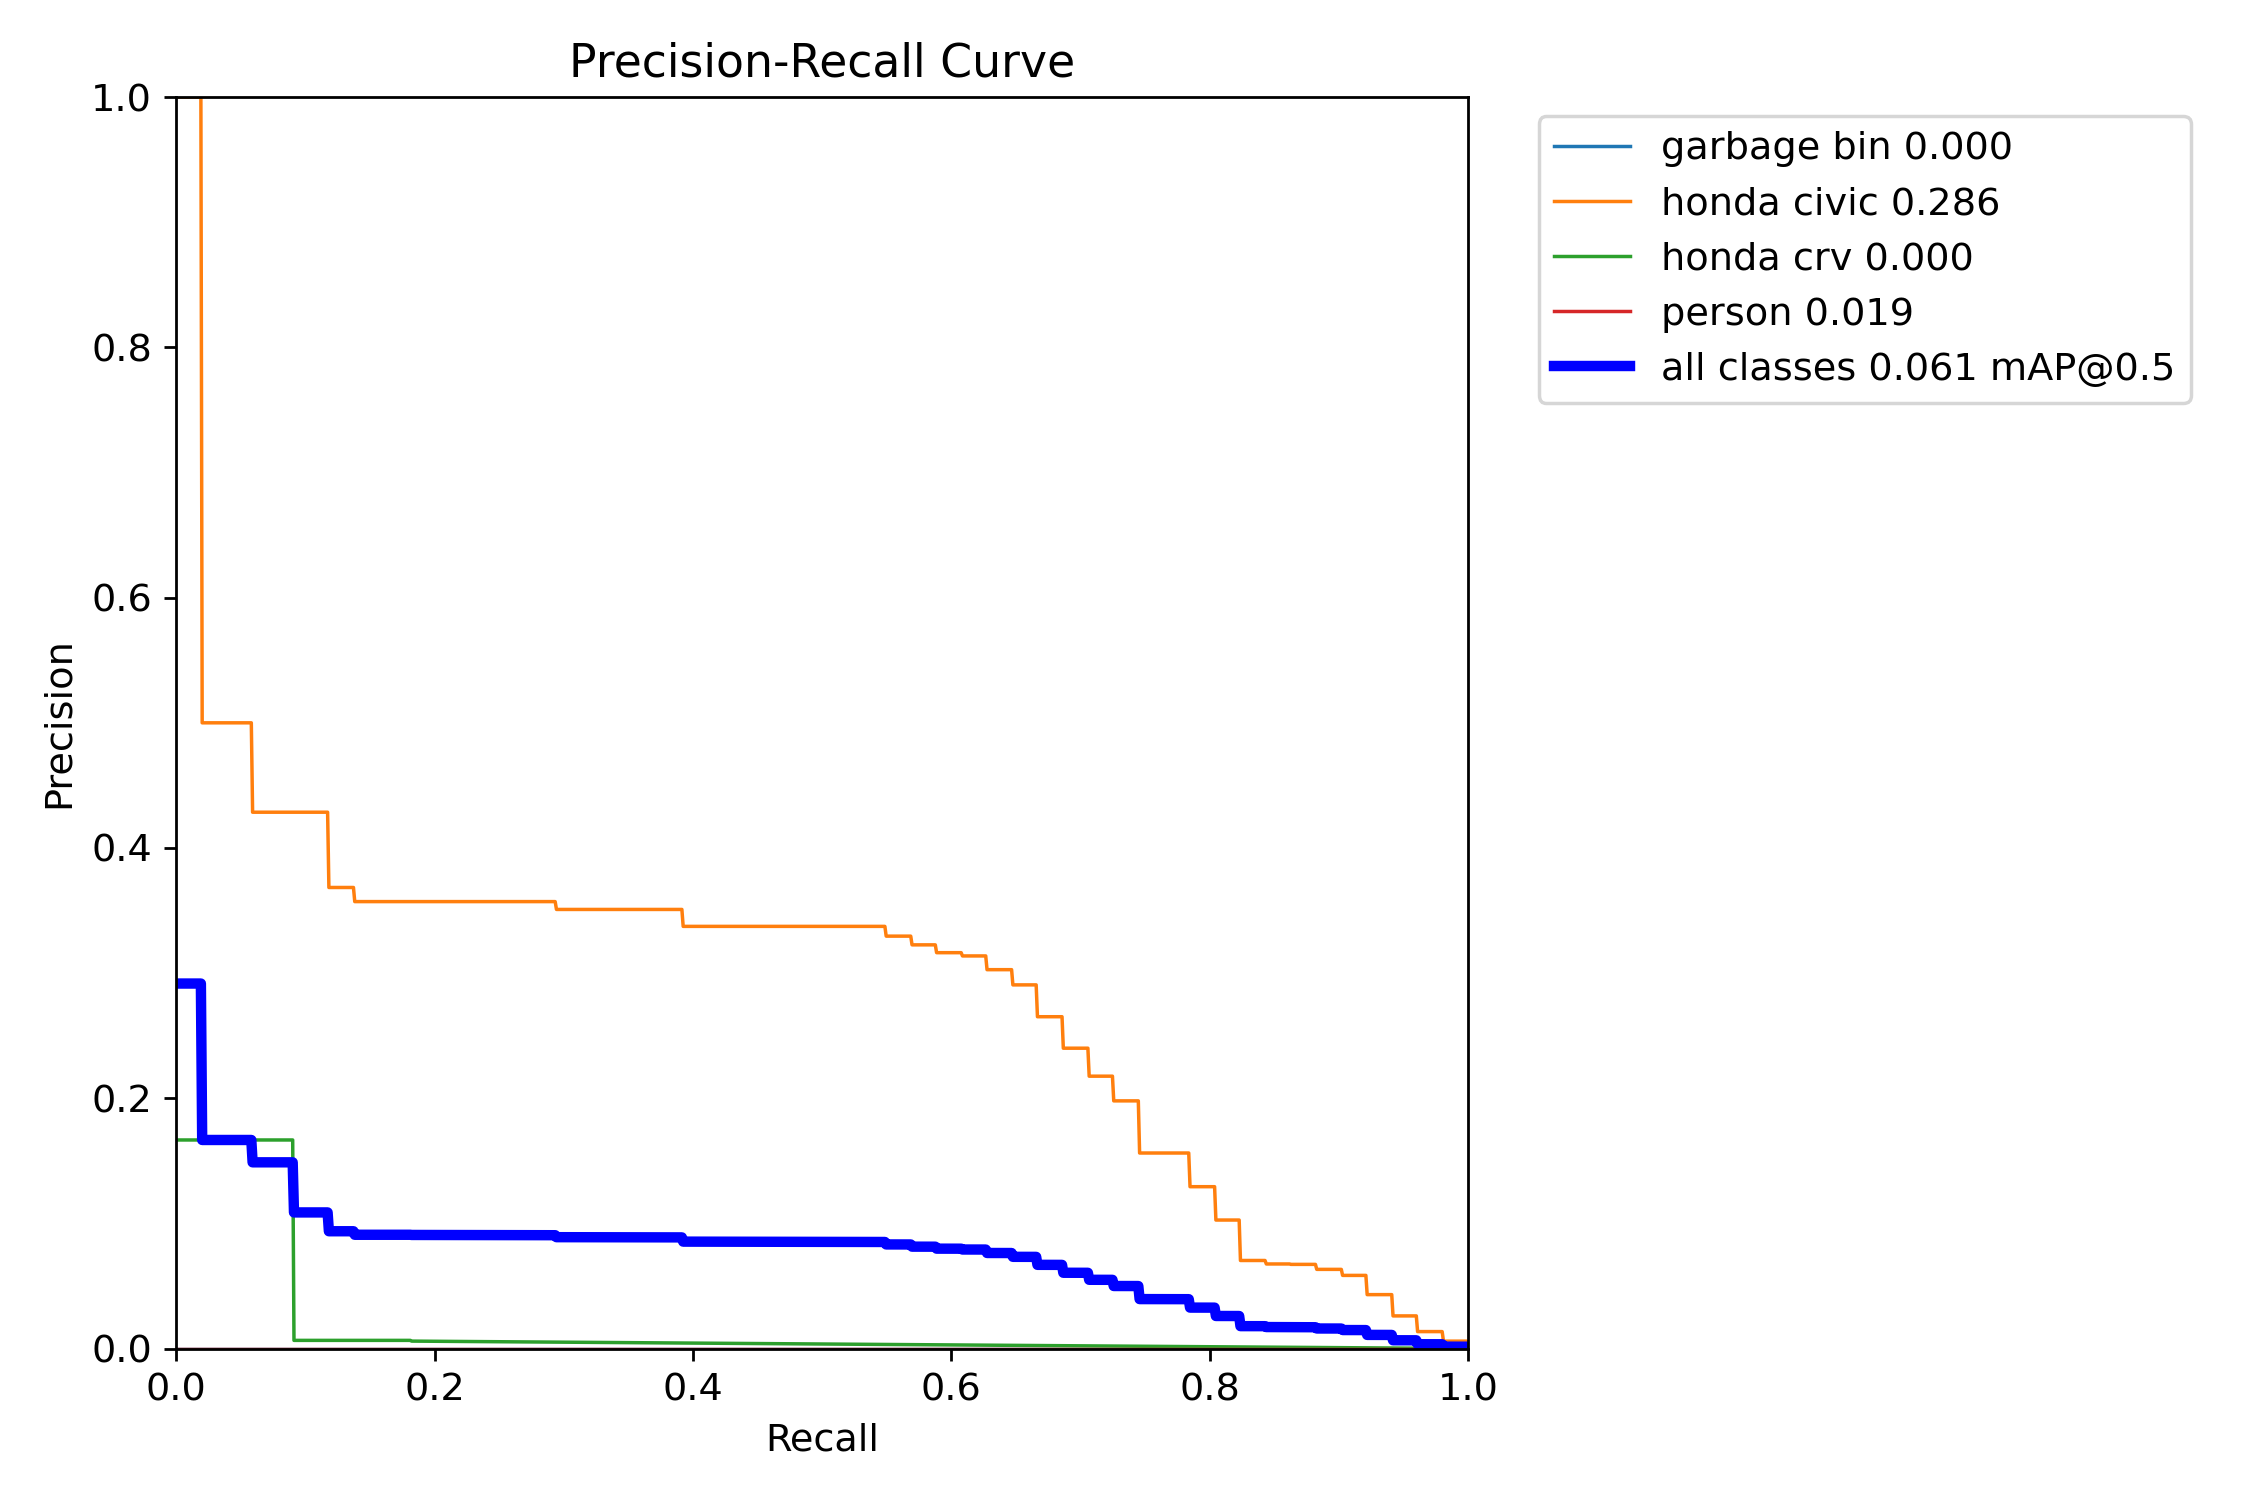 Precision-Recall Curve
1.0
0.8
0.6
0.4
0.2
0.0
Precision
0.0 0.2 0.4 0.6 0.8 1.0
Recall
garbage bin 0.000
honda civic 0.286
honda crv 0.000
person 0.019
all classes 0.061 mAP@0.5